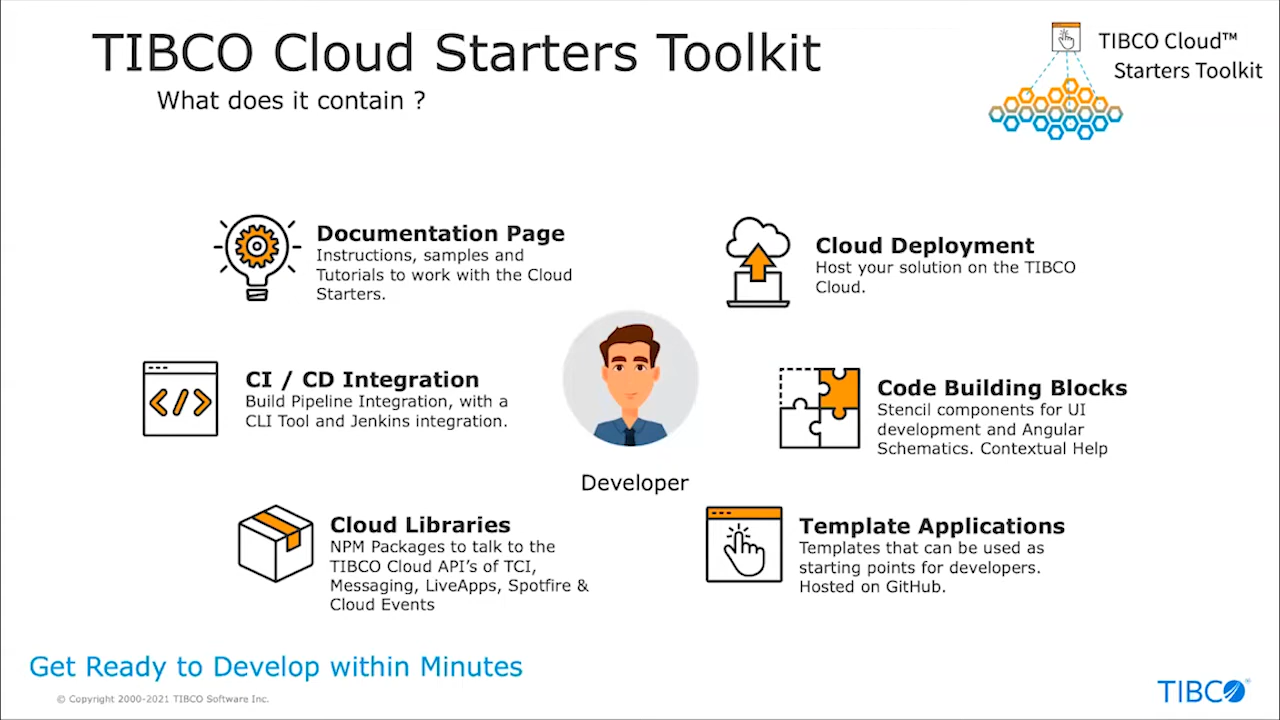 TIBCO Cloud Starters Toolkit
What does it contain ?
TIBCO Cloud™
Starters Toolkit
Documentation Page
Instructions, samples and
Tutorials to work with the Cloud
Starters.
Cloud Deployment
Host your solution on the TIBCO
Cloud.
CI / CD Integration
Build Pipeline Integration, with a
CLI Tool and Jenkins integration.
Code Building Blocks
Stencil components for UI
development and Angular
Schematics. Contextual Help
Developer
Cloud Libraries
NPM Packages to talk to the
TIBCO Cloud API’s of TCI,
Messaging, LiveApps, Spotfire &
Cloud Events
Template Applications
Templates that can be used as
starting points for developers.
Hosted on GitHub.
Get Ready to Develop within Minutes
© Copyright 2000-2021 TIBCO Software Inc.
TIBCO®